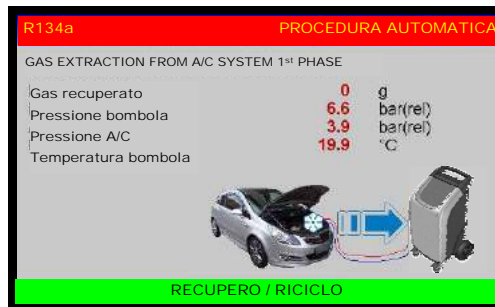 R134a PROCEDURA AUTOMATICA
GAS EXTRACTION FROM A/C SYSTEM 1st PHASE
Gas recuperato 0 g
Pressione bombola 6.6 bar(rel)
Pressione A/C 3.9 bar(rel)
Temperatura bombola 19.9 °C
RECUPERO / RICICLO